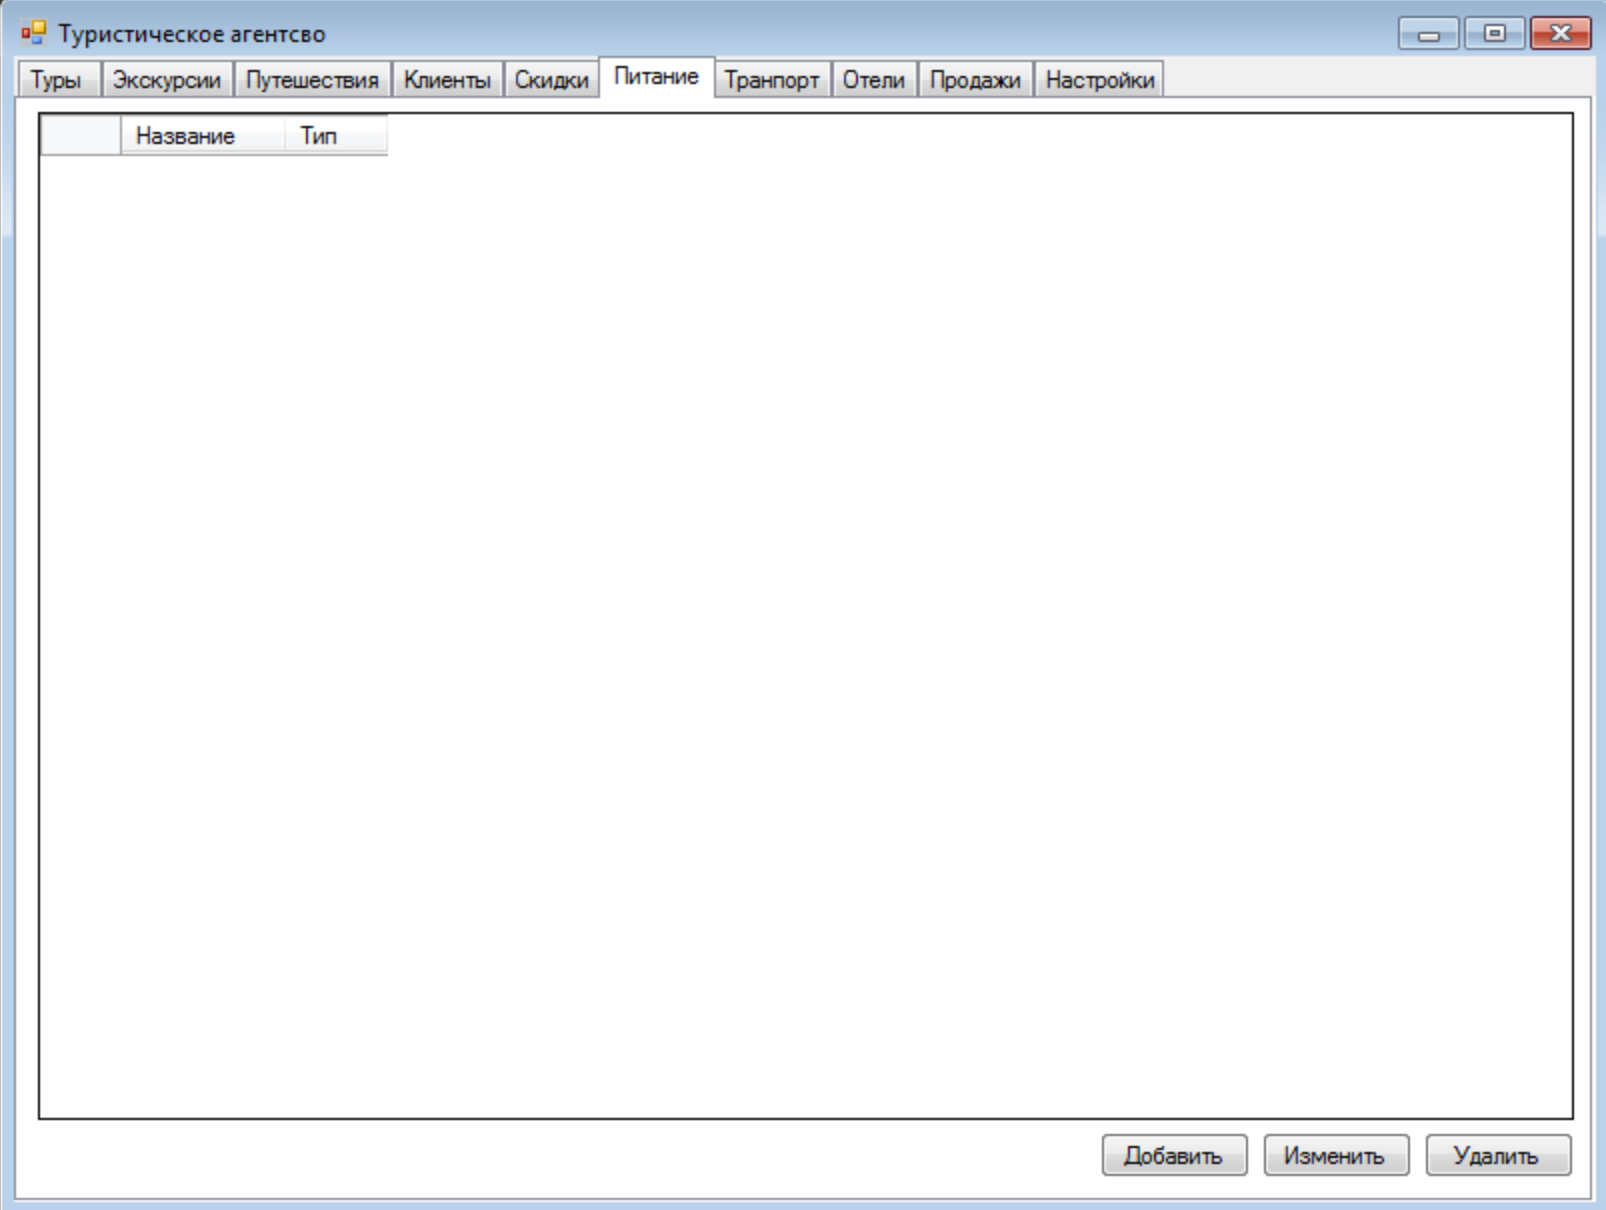 Туристическое агентсво
Туры Экскурсии Путешествия Клиенты Скидки Питание Транпорт Отели Продажи Настройки
Название Тип
Добавить Изменить Удалить